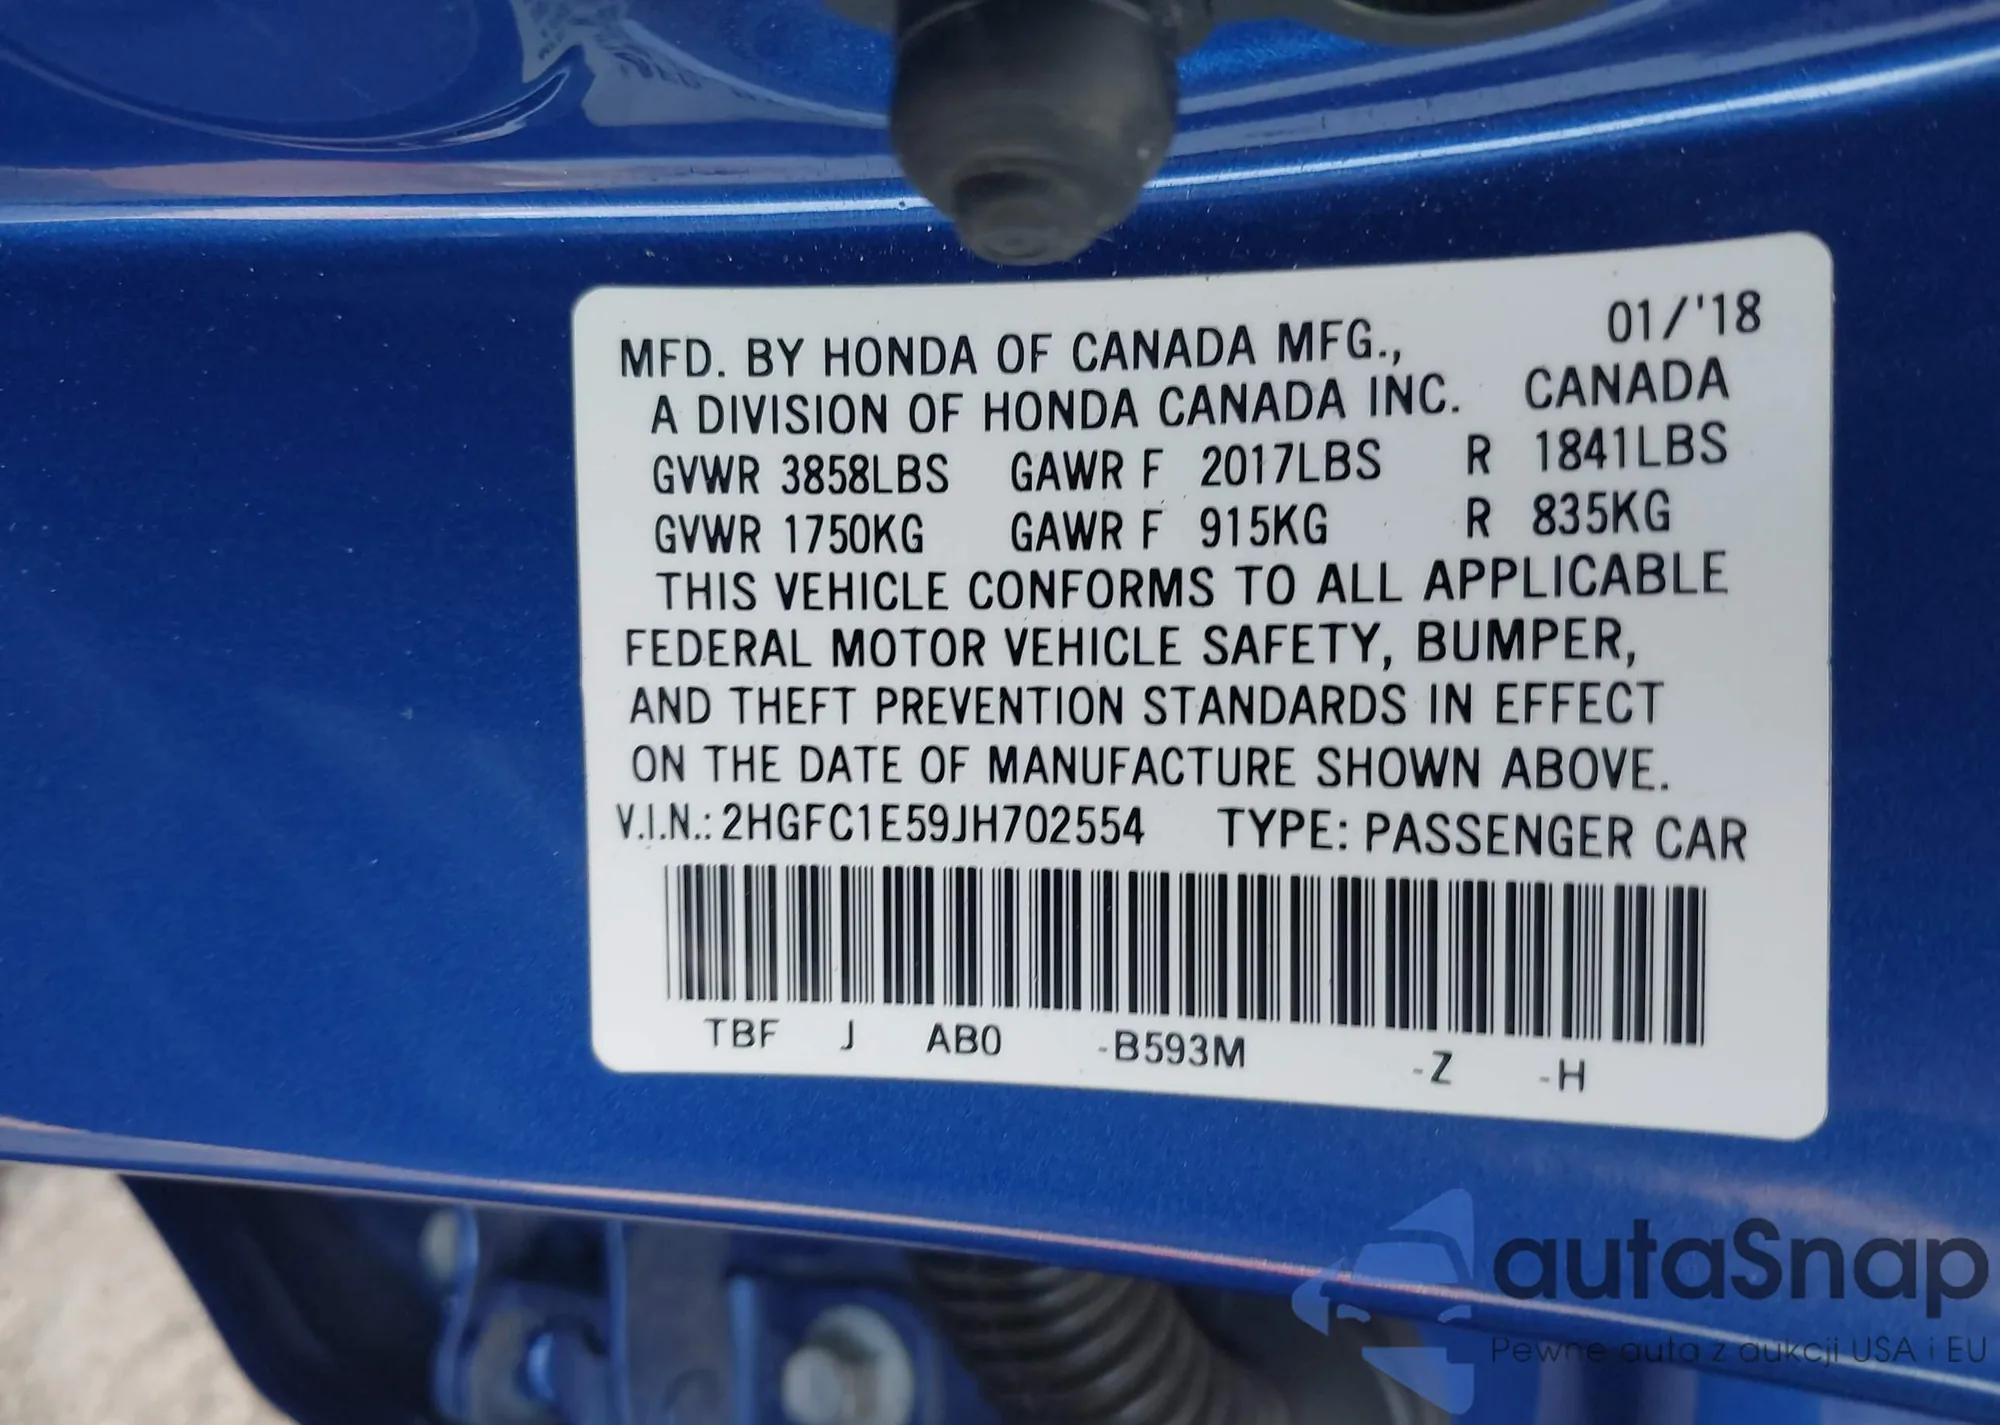 01/'18
MFD. BY HONDA OF CANADA MFG.,
A DIVISION OF HONDA CANADA INC. CANADA
GVWR 3858LBS GAWR F 2017LBS R 1841LBS
GVWR 1750KG GAWR F 915KG R 835KG
THIS VEHICLE CONFORMS TO ALL APPLICABLE
FEDERAL MOTOR VEHICLE SAFETY, BUMPER,
AND THEFT PREVENTION STANDARDS IN EFFECT
ON THE DATE OF MANUFACTURE SHOWN ABOVE.
V.I.N.: 2HGFC1E59JH702554 TYPE: PASSENGER CAR
TBF J AB0 -B593M -Z -H
autaSnap
Pewne auta z aukcji USA i EU